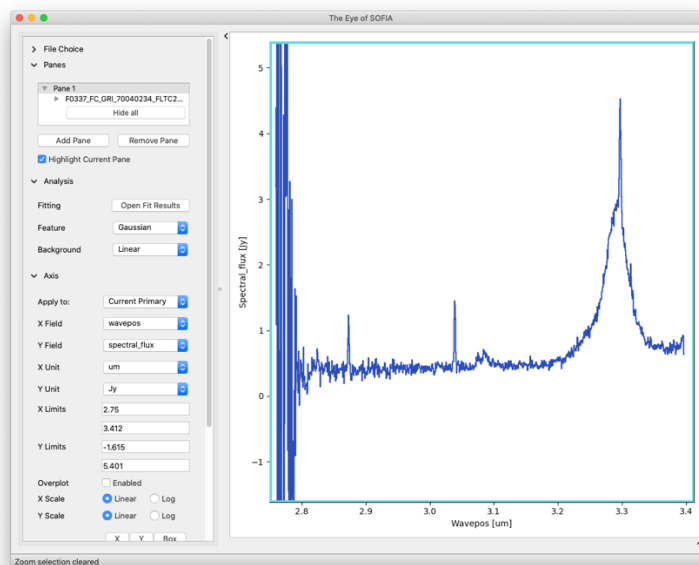 The Eye of SOFIA
File Choice
Panes
Pane 1
F0337_FC_GRI_70040234_FLTC2...
Hide all
Add Pane Remove Pane
Highlight Current Pane
Analysis
Fitting Open Fit Results
Feature Gaussian
Background Linear
Axis
Apply to: Current Primary
X Field wavepos
Y Field spectral_flux
X Unit um
Y Unit Jy
X Limits 2.75
3.412
Y Limits -1.615
5.401
Overplot Enabled
X Scale Linear Log
Y Scale Linear Log
X Y Box
Zoom selection cleared
Spectral_flux [Jy]
5
4
3
2
1
0
−1
2.8 2.9 3.0 3.1 3.2 3.3 3.4
Wavepos [um]